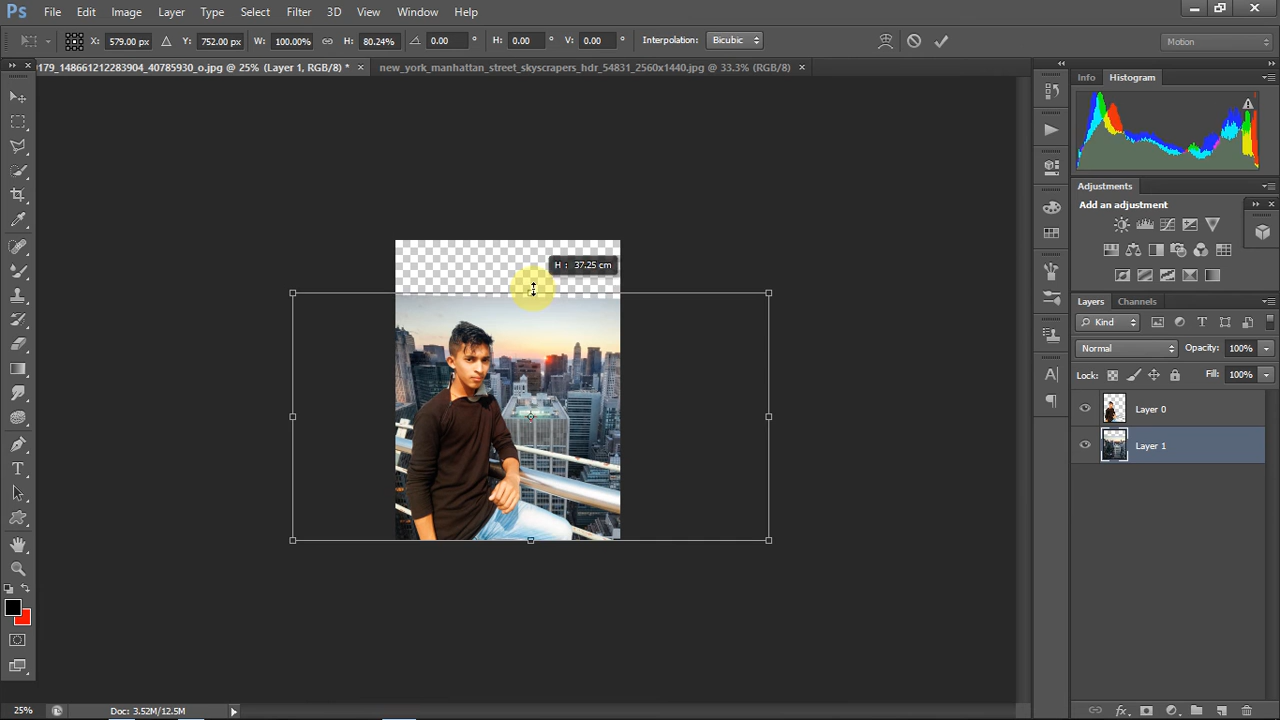 Ps File Edit Image Layer Type Select Filter 3D View Window Help
X: 579.00 px Y: 752.00 px W: 100.00% H: 80.24% 0.00 ° H: 0.00 ° V: 0.00 ° Interpolation: Bicubic Motion
179_148661212283904_40785930_o.jpg @ 25% (Layer 1, RGB/8) * × new_york_manhattan_street_skyscrapers_hdr_54831_2560x1440.jpg @ 33.3% (RGB/8) ×
Info Histogram
Adjustments
Add an adjustment
H : 37.25 cm
Layers Channels
Kind
Normal Opacity: 100%
Lock: Fill: 100%
Layer 0
Layer 1
25% Doc: 3.52M/12.5M